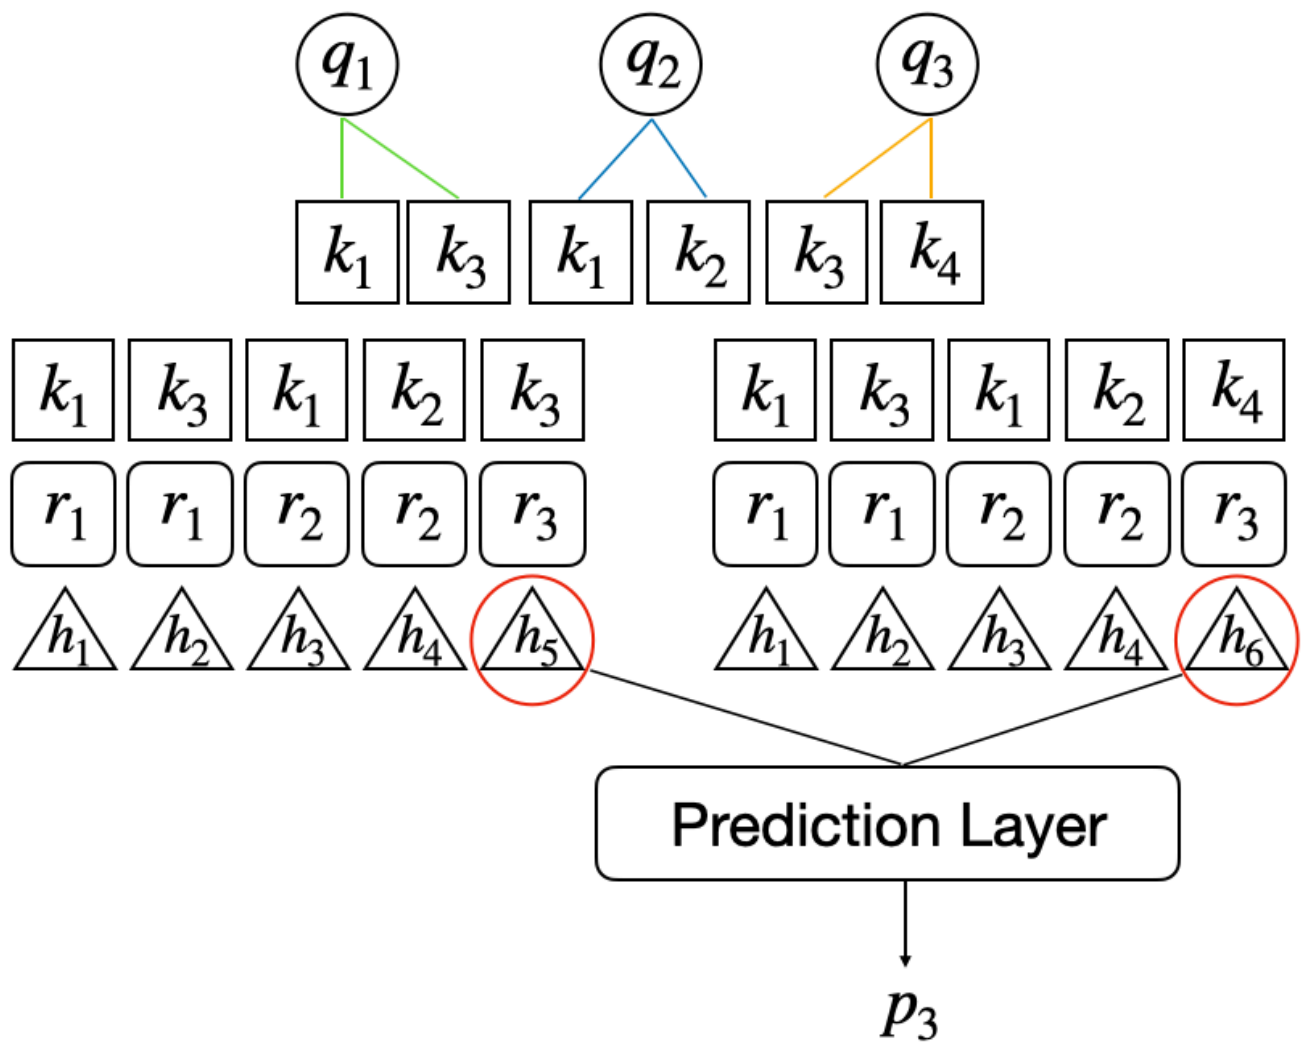 q1 q2 q3
k1 k3 k1 k2 k3 k4
k1 k3 k1 k2 k3 k1 k3 k1 k2 k4
r1 r1 r2 r2 r3 r1 r1 r2 r2 r3
h1 h2 h3 h4 h5 h1 h2 h3 h4 h6
Prediction Layer
p3